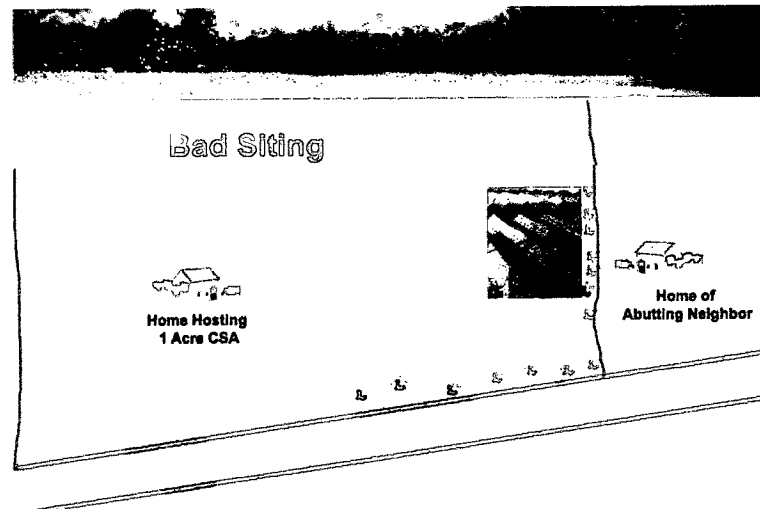 Bad Siting
Home Hosting
1 Acre CSA
Home of
Abutting Neighbor